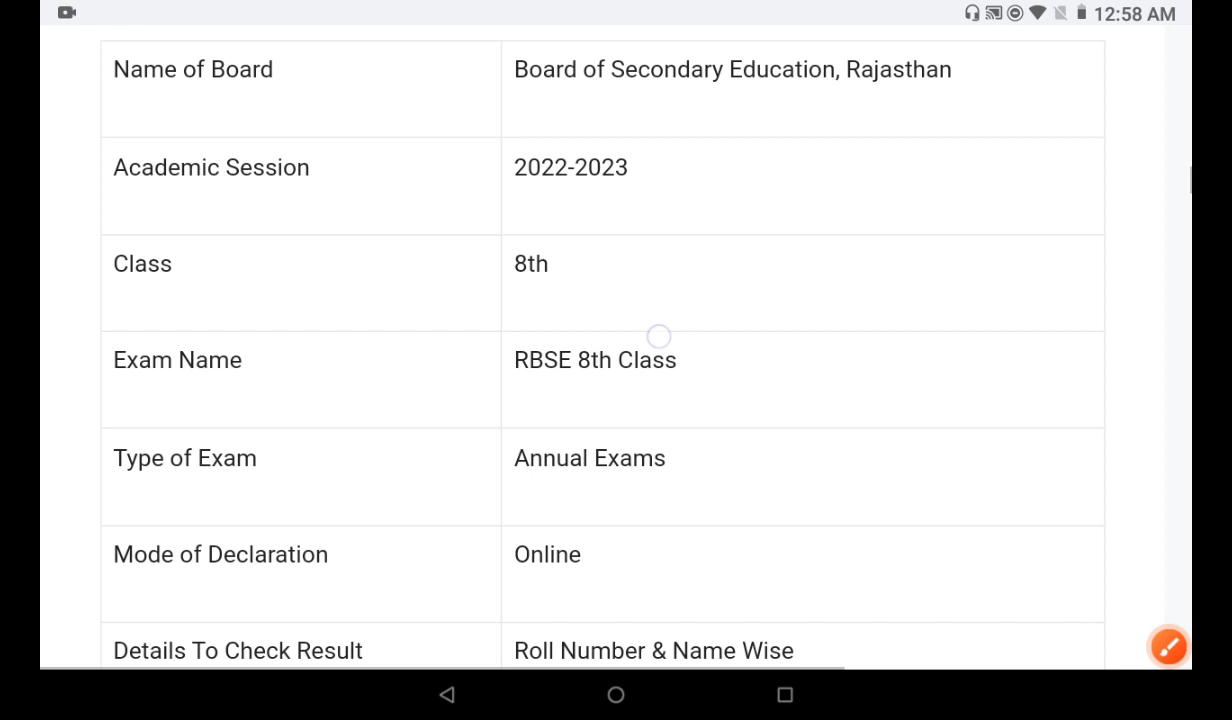 12:58 AM
Name of Board Board of Secondary Education, Rajasthan
Academic Session 2022-2023
Class 8th
Exam Name RBSE 8th Class
Type of Exam Annual Exams
Mode of Declaration Online
Details To Check Result Roll Number & Name Wise